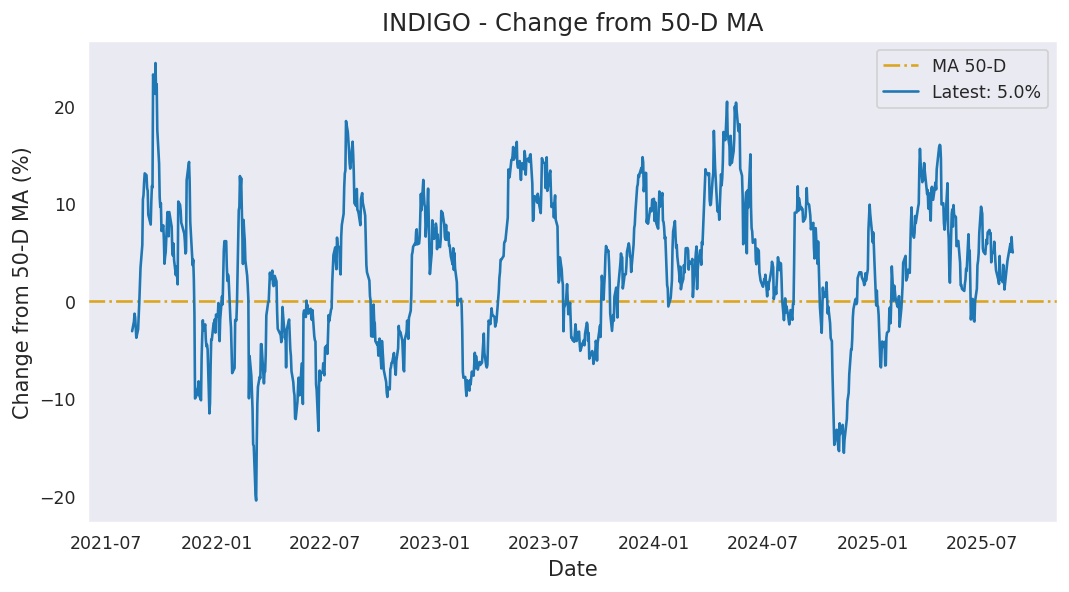 INDIGO - Change from 50-D MA
MA 50-D
Latest: 5.0%
Change from 50-D MA (%)
20
10
0
−10
−20
2021-07 2022-01 2022-07 2023-01 2023-07 2024-01 2024-07 2025-01 2025-07
Date